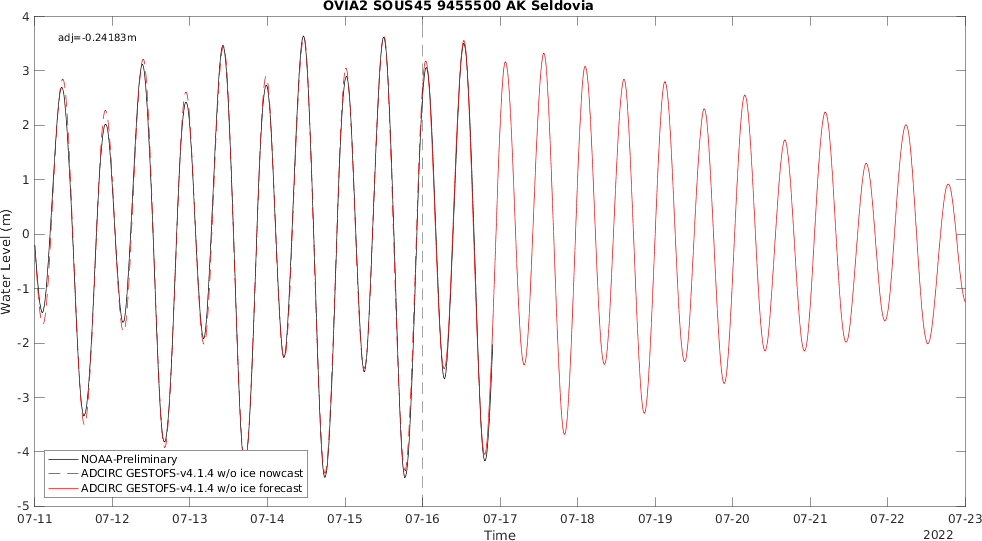 OVIA2 SOUS45 9455500 AK Seldovia
adj=-0.24183m
4
3
2
1
0
-1
-2
-3
-4
-5
Water Level (m)
NOAA-Preliminary
ADCIRC GESTOFS-v4.1.4 w/o ice nowcast
ADCIRC GESTOFS-v4.1.4 w/o ice forecast
07-11 07-12 07-13 07-14 07-15 07-16 07-17 07-18 07-19 07-20 07-21 07-22 07-23
Time
2022